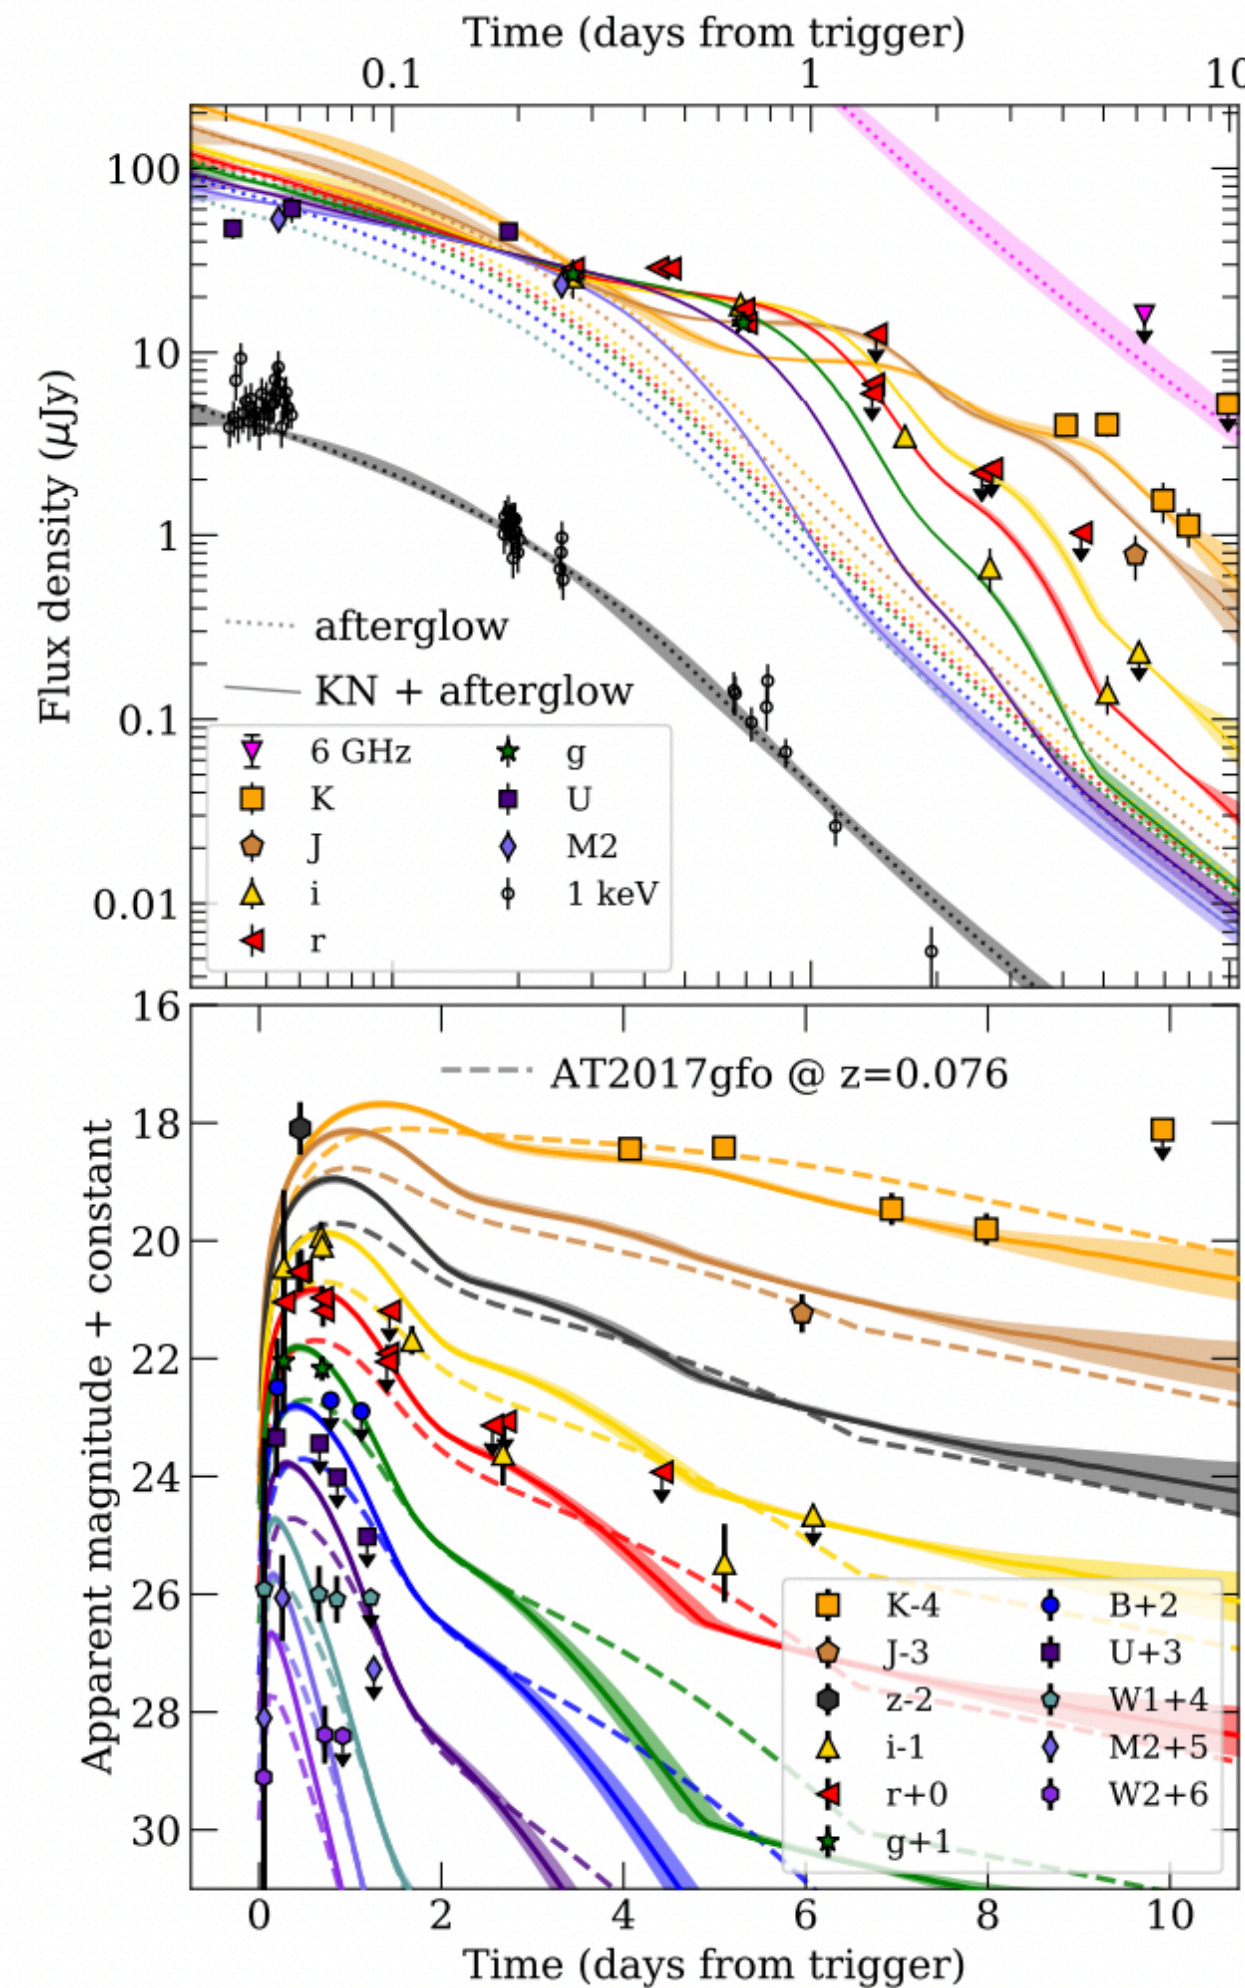 Time (days from trigger)
0.1 1 10
Flux density (μJy)
100
10
1
0.1
0.01
afterglow
KN + afterglow
6 GHz
K
J
i
r
g
U
M2
1 keV
AT2017gfo @ z=0.076
Apparent magnitude + constant
16
18
20
22
24
26
28
30
K-4
J-3
z-2
i-1
r+0
g+1
B+2
U+3
W1+4
M2+5
W2+6
0 2 4 6 8 10
Time (days from trigger)